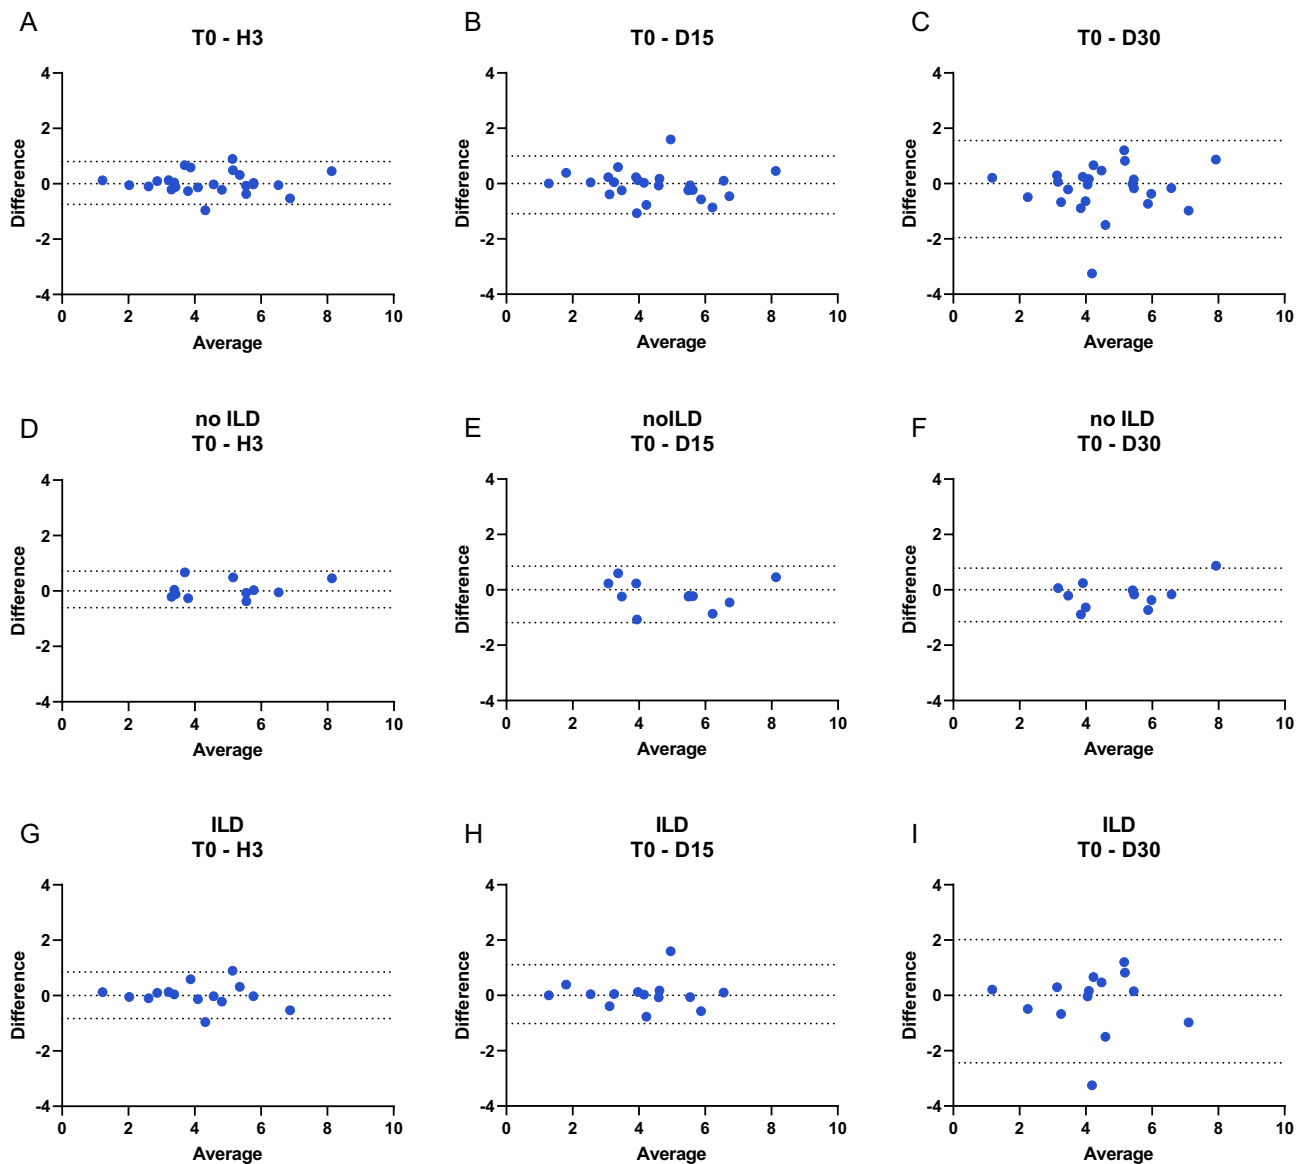 A
T0 - H3
4
2
0
-2
-4
Difference
0 2 4 6 8 10
Average
B
T0 - D15
4
2
0
-2
-4
Difference
0 2 4 6 8 10
Average
C
T0 - D30
4
2
0
-2
-4
Difference
0 2 4 6 8 10
Average
D
no ILD
T0 - H3
4
2
0
-2
-4
Difference
0 2 4 6 8 10
Average
E
noILD
T0 - D15
4
2
0
-2
-4
Difference
0 2 4 6 8 10
Average
F
no ILD
T0 - D30
4
2
0
-2
-4
Difference
0 2 4 6 8 10
Average
G
ILD
T0 - H3
4
2
0
-2
-4
Difference
0 2 4 6 8 10
Average
H
ILD
T0 - D15
4
2
0
-2
-4
Difference
0 2 4 6 8 10
Average
I
ILD
T0 - D30
4
2
0
-2
-4
Difference
0 2 4 6 8 10
Average